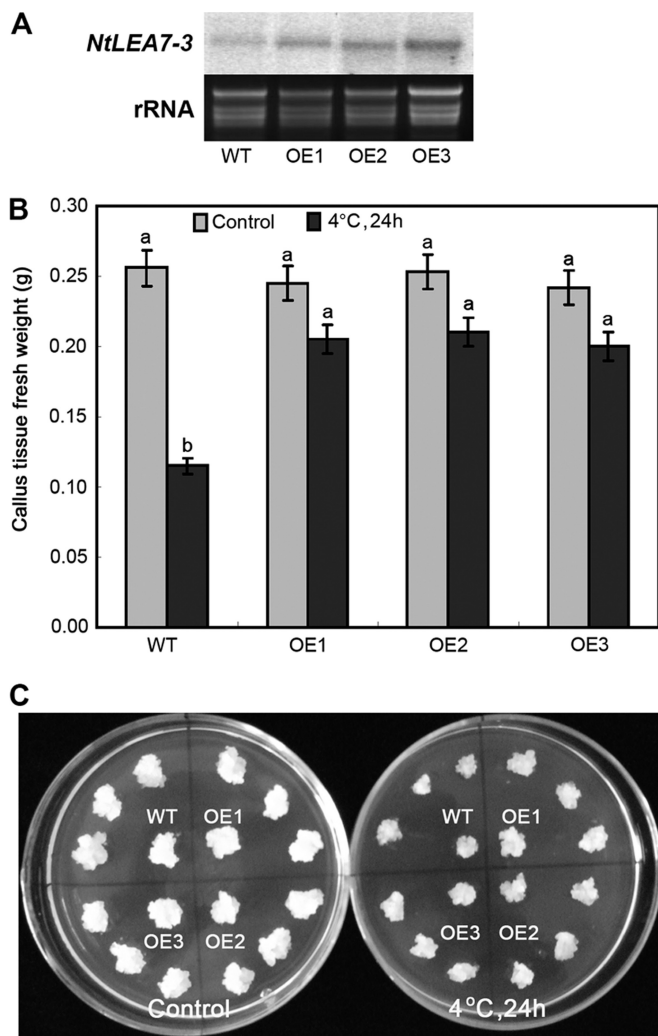 A
NtLEA7-3
rRNA
WT OE1 OE2 OE3
B
Control 4°C,24h
Callus tissue fresh weight (g)
0.30
0.25
0.20
0.15
0.10
0.05
0.00
a
b
a
a
a
a
a
a
WT OE1 OE2 OE3
C
WT OE1
OE3 OE2
Control
WT OE1
OE3 OE2
4°C,24h